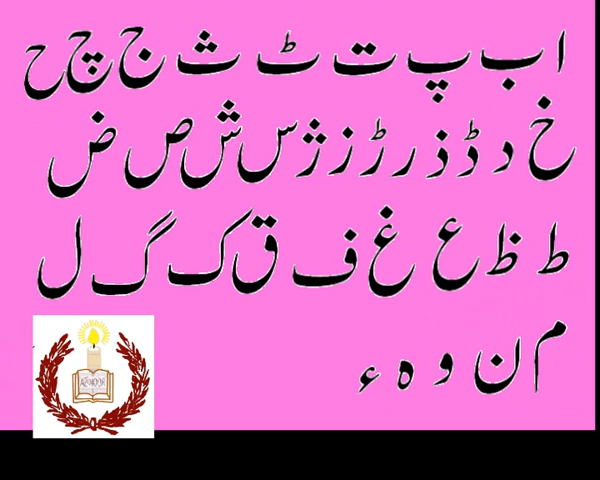 ا ب پ ت ٹ ث ج چ ح
خ د ڈ ذ ر ڑ ز ژ س ش ص ض
ط ظ ع غ ف ق ک گ ل
م ن و ہ ء